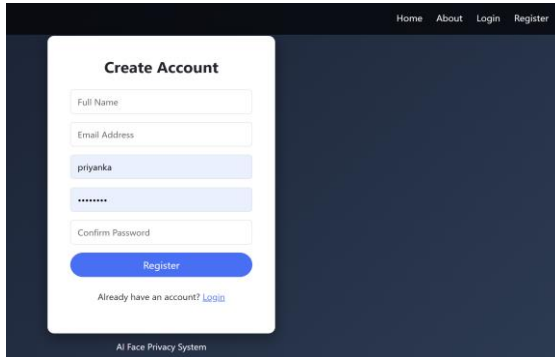 Home About Login Register
Create Account
Full Name
Email Address
priyanka
••••••••
Confirm Password
Register
Already have an account? Login
AI Face Privacy System